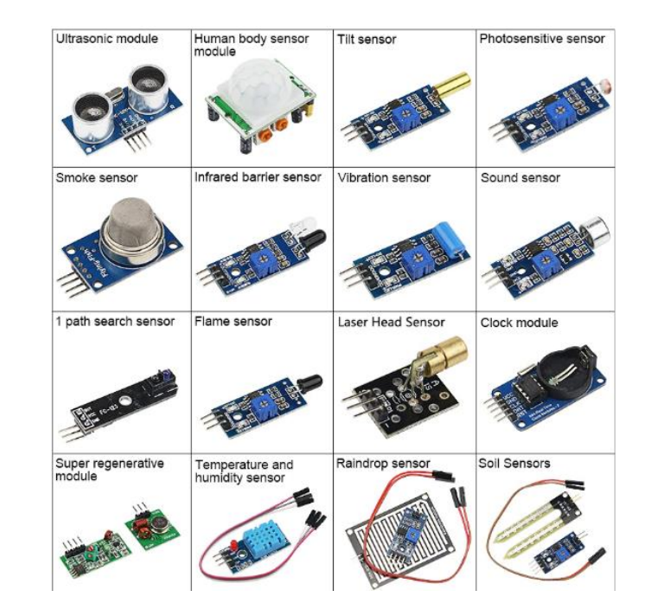 Ultrasonic module
Human body sensor
module
Tilt sensor
Photosensitive sensor
Smoke sensor
Infrared barrier sensor
Vibration sensor
Sound sensor
Flying-Fish
1 path search sensor
Flame sensor
Laser Head Sensor
Clock module
Super regenerative
module
Temperature and
humidity sensor
Raindrop sensor
Soil Sensors